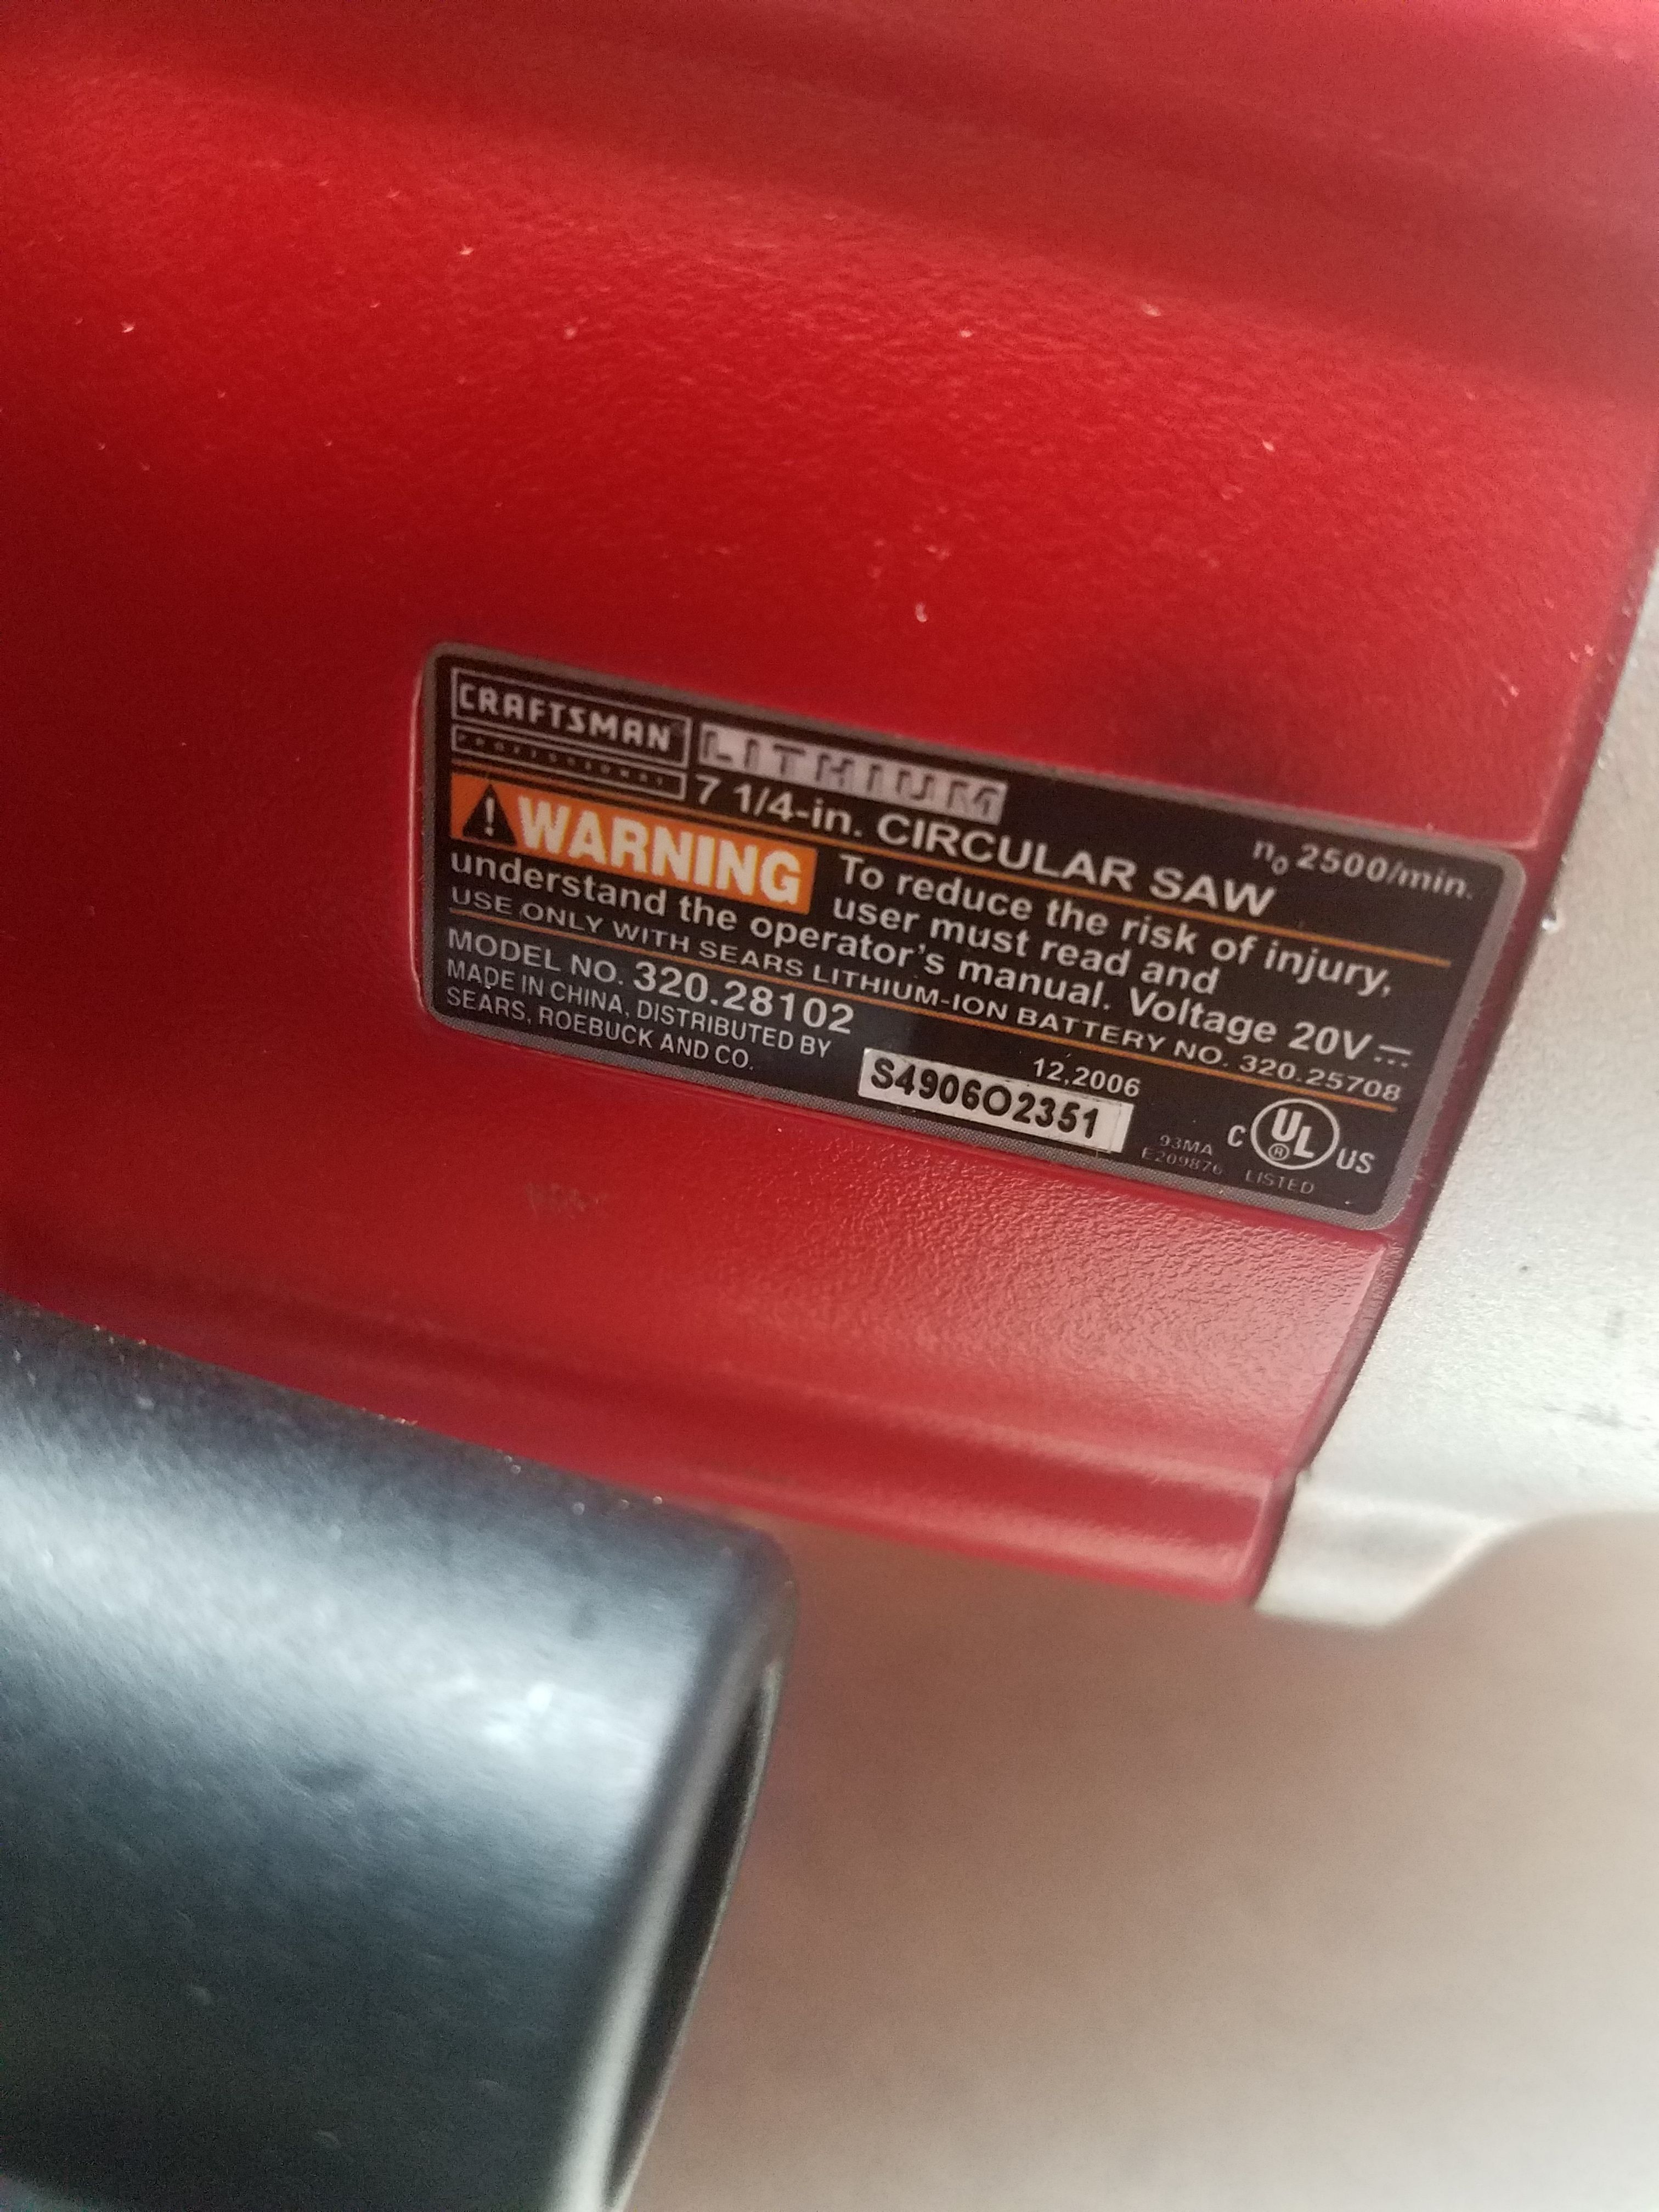 CRAFTSMAN®
PROFESSIONAL
LITHIUM
7 1/4-in. CIRCULAR SAW
n₀ 2500/min.
WARNING To reduce the risk of injury,
user must read and
understand the operator's manual. Voltage 20V
USE ONLY WITH SEARS LITHIUM-ION BATTERY NO. 320.25708
MODEL NO. 320.28102
MADE IN CHINA, DISTRIBUTED BY
SEARS, ROEBUCK AND CO.
12,2006
S4906O2351
93MA
E209876
C UL® US
LISTED